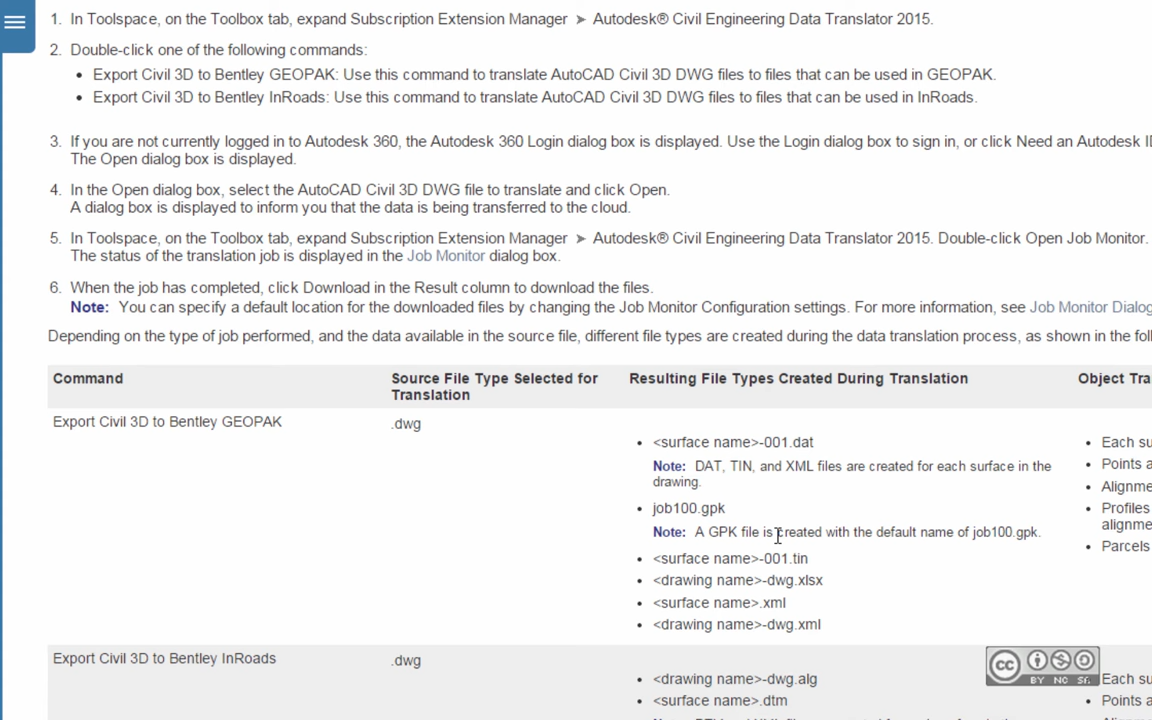 1. In Toolspace, on the Toolbox tab, expand Subscription Extension Manager ➤ Autodesk® Civil Engineering Data Translator 2015.
2. Double-click one of the following commands:
• Export Civil 3D to Bentley GEOPAK: Use this command to translate AutoCAD Civil 3D DWG files to files that can be used in GEOPAK.
• Export Civil 3D to Bentley InRoads: Use this command to translate AutoCAD Civil 3D DWG files to files that can be used in InRoads.
3. If you are not currently logged in to Autodesk 360, the Autodesk 360 Login dialog box is displayed. Use the Login dialog box to sign in, or click Need an Autodesk
The Open dialog box is displayed.
4. In the Open dialog box, select the AutoCAD Civil 3D DWG file to translate and click Open.
A dialog box is displayed to inform you that the data is being transferred to the cloud.
5. In Toolspace, on the Toolbox tab, expand Subscription Extension Manager ➤ Autodesk® Civil Engineering Data Translator 2015. Double-click Open Job Monitor.
The status of the translation job is displayed in the Job Monitor dialog box.
6. When the job has completed, click Download in the Result column to download the files.
Note: You can specify a default location for the downloaded files by changing the Job Monitor Configuration settings. For more information, see Job Monitor Dialog
Depending on the type of job performed, and the data available in the source file, different file types are created during the data translation process, as shown in the
Command
Source File Type Selected for
Translation
Resulting File Types Created During Translation
Object
Export Civil 3D to Bentley GEOPAK
.dwg
• <surface name>-001.dat
Note: DAT, TIN, and XML files are created for each surface in the
drawing.
• job100.gpk
Note: A GPK file is created with the default name of job100.gpk.
• <surface name>-001.tin
• <drawing name>-dwg.xlsx
• <surface name>.xml
• <drawing name>-dwg.xml
• Each
• Points
•
• Profiles
• Parcels
Export Civil 3D to Bentley InRoads
.dwg
• <drawing name>-dwg.alg
• <surface name>.dtm
Each
• Points
cc BY NC SA